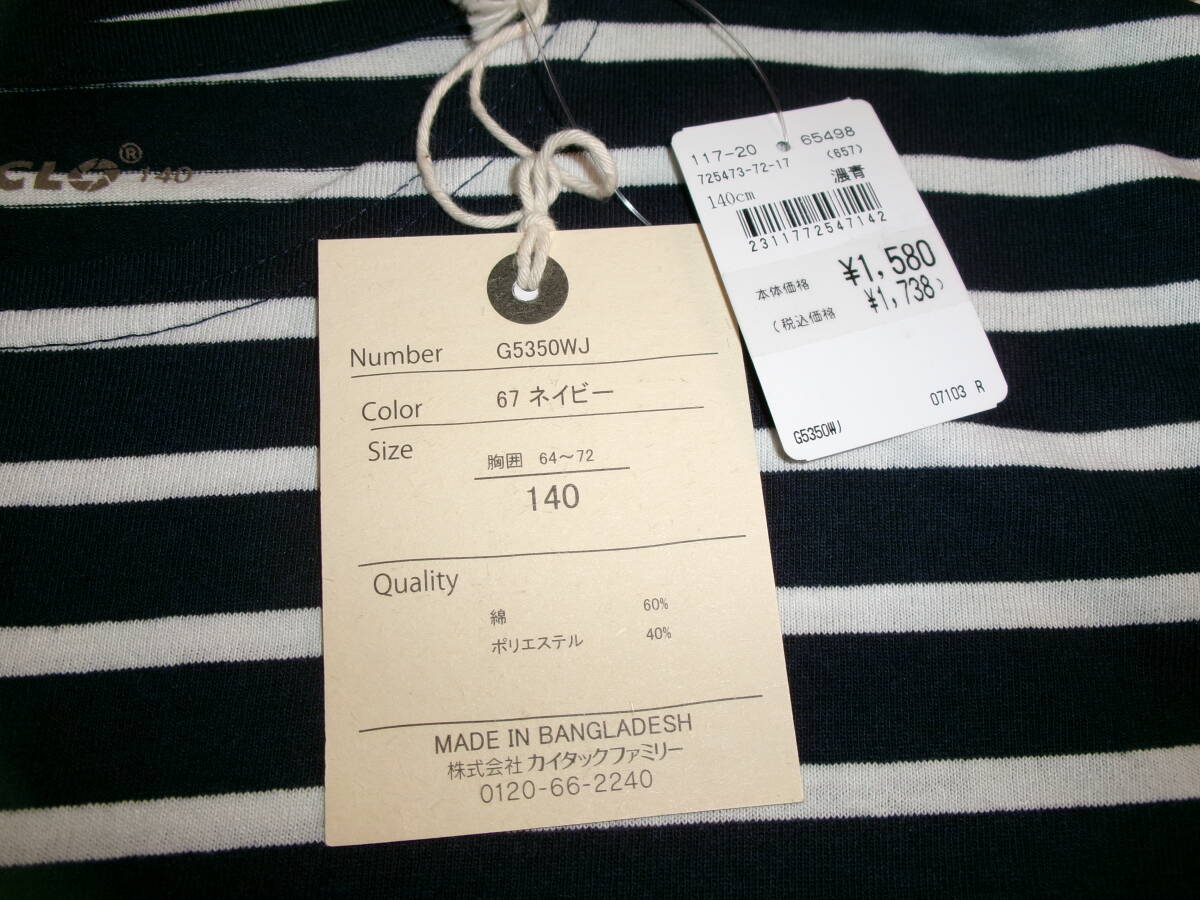 CLO® 140
117-20 65498
725473-72-17 (657)
140cm 濃青
2311772547142
本体価格 ¥1,580
(税込価格 ¥1,738)
G5350WJ 07103 R
Number G5350WJ
Color 67 ネイビー
Size 胸囲 64～72
140
Quality
綿 60%
ポリエステル 40%
MADE IN BANGLADESH
株式会社 カイタックファミリー
0120-66-2240